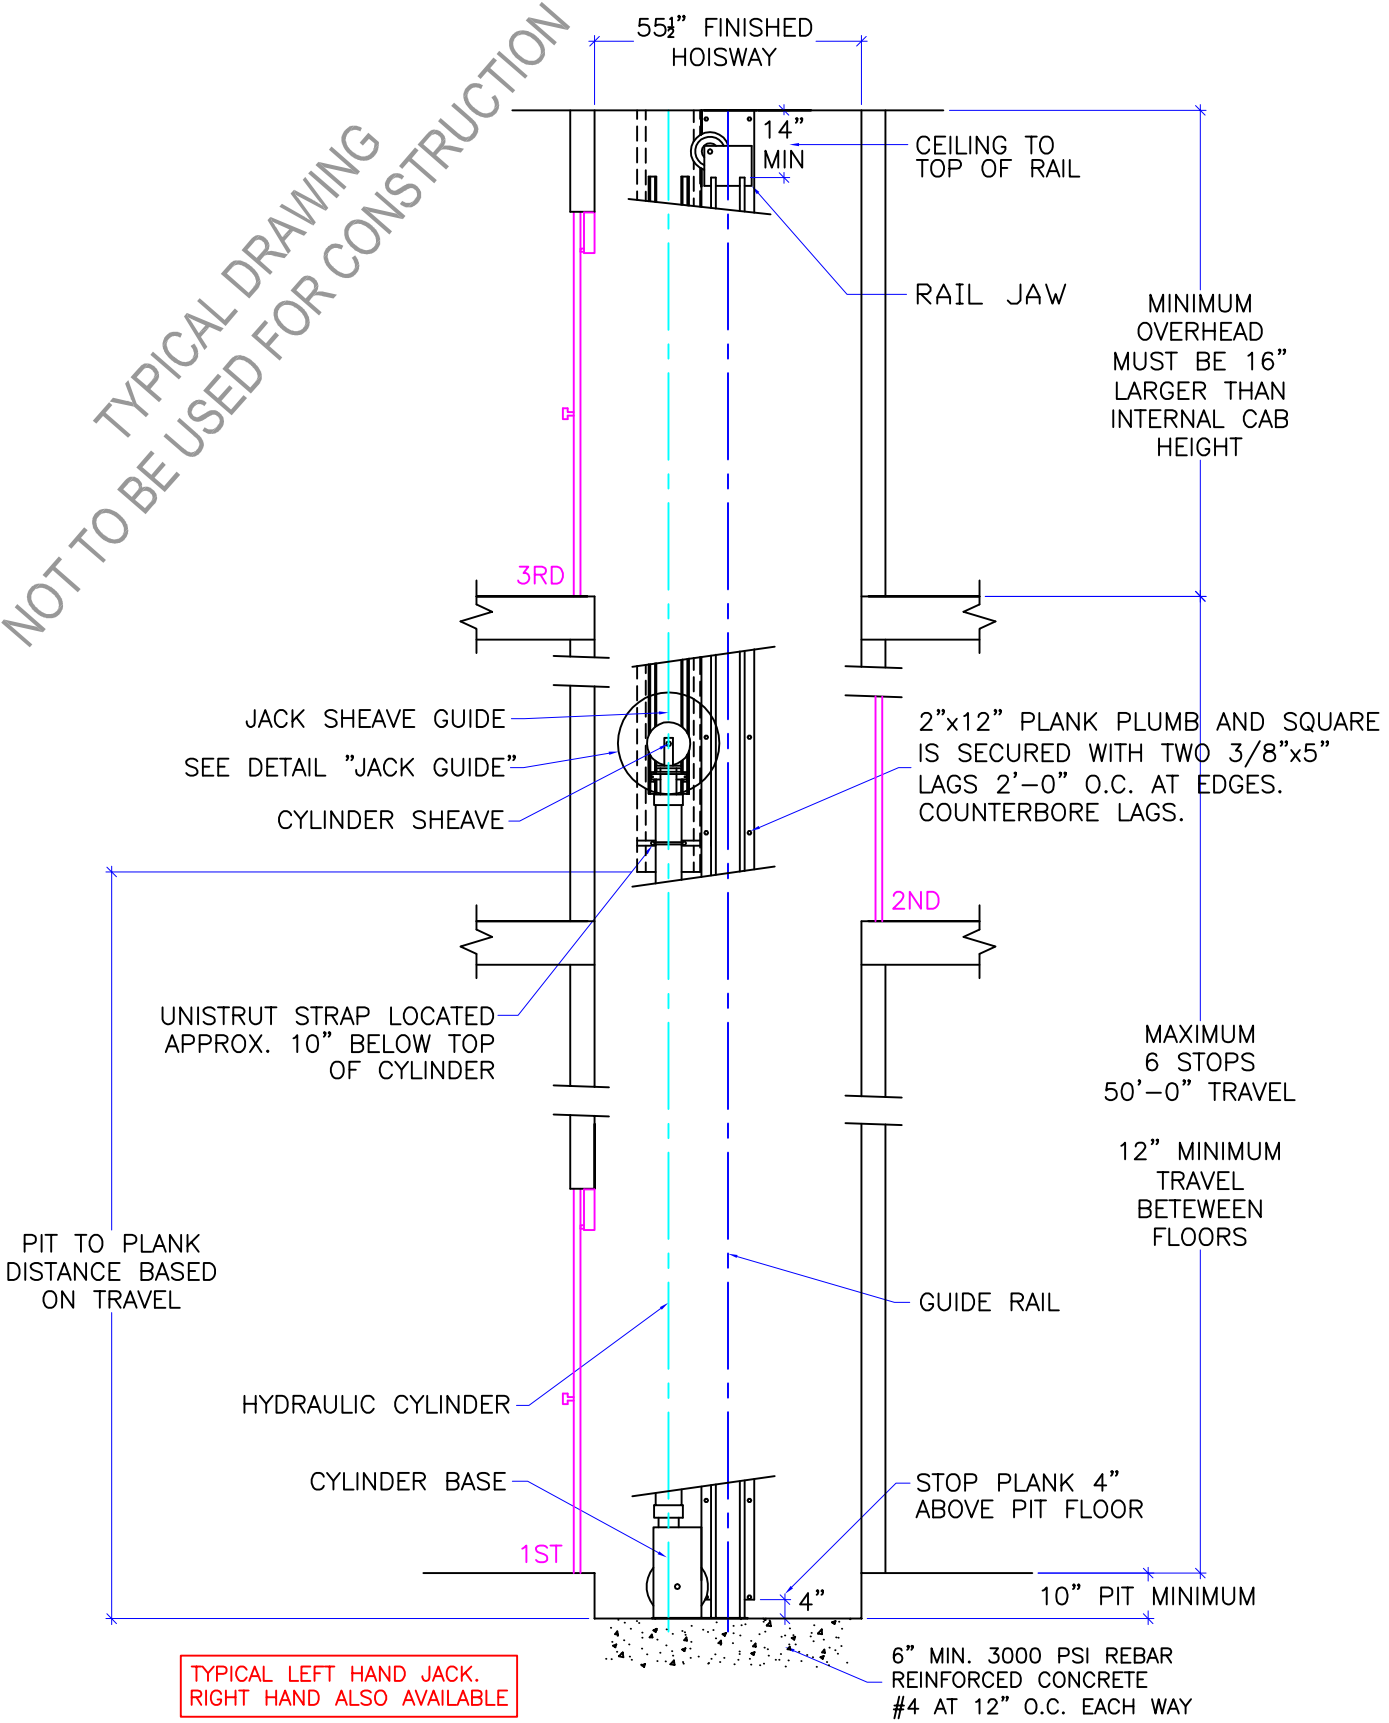 55½” FINISHED
HOISWAY
TYPICAL DRAWING
NOT TO BE USED FOR CONSTRUCTION
14”
MIN
CEILING TO
TOP OF RAIL
RAIL JAW
MINIMUM
OVERHEAD
MUST BE 16”
LARGER THAN
INTERNAL CAB
HEIGHT
3RD
JACK SHEAVE GUIDE
SEE DETAIL ”JACK GUIDE”
CYLINDER SHEAVE
2”x12” PLANK PLUMB AND SQUARE
IS SECURED WITH TWO 3/8”x5”
LAGS 2’-0” O.C. AT EDGES.
COUNTERBORE LAGS.
2ND
UNISTRUT STRAP LOCATED
APPROX. 10” BELOW TOP
OF CYLINDER
MAXIMUM
6 STOPS
50’-0” TRAVEL
12” MINIMUM
TRAVEL
BETEWEEN
FLOORS
PIT TO PLANK
DISTANCE BASED
ON TRAVEL
GUIDE RAIL
HYDRAULIC CYLINDER
CYLINDER BASE
STOP PLANK 4”
ABOVE PIT FLOOR
1ST
4”
10” PIT MINIMUM
6” MIN. 3000 PSI REBAR
REINFORCED CONCRETE
#4 AT 12” O.C. EACH WAY
TYPICAL LEFT HAND JACK.
RIGHT HAND ALSO AVAILABLE